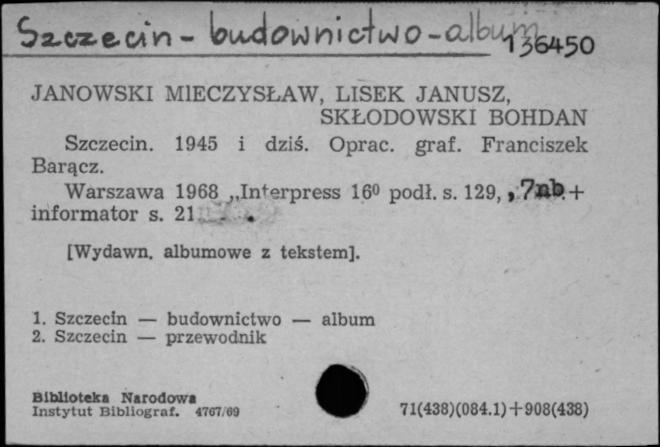 Szczecin - budownictwo - album
136450
JANOWSKI MIECZYSŁAW, LISEK JANUSZ,
SKŁODOWSKI BOHDAN
Szczecin. 1945 i dziś. Oprac. graf. Franciszek
Barącz.
Warszawa 1968 „Interpress 16⁰ podł. s. 129, , 7nb.+
informator s. 21
[Wydawn. albumowe z tekstem].
1. Szczecin — budownictwo — album
2. Szczecin — przewodnik
Biblioteka Narodowa
Instytut Bibliograf. 4767/69
71(438)(084.1)+908(438)